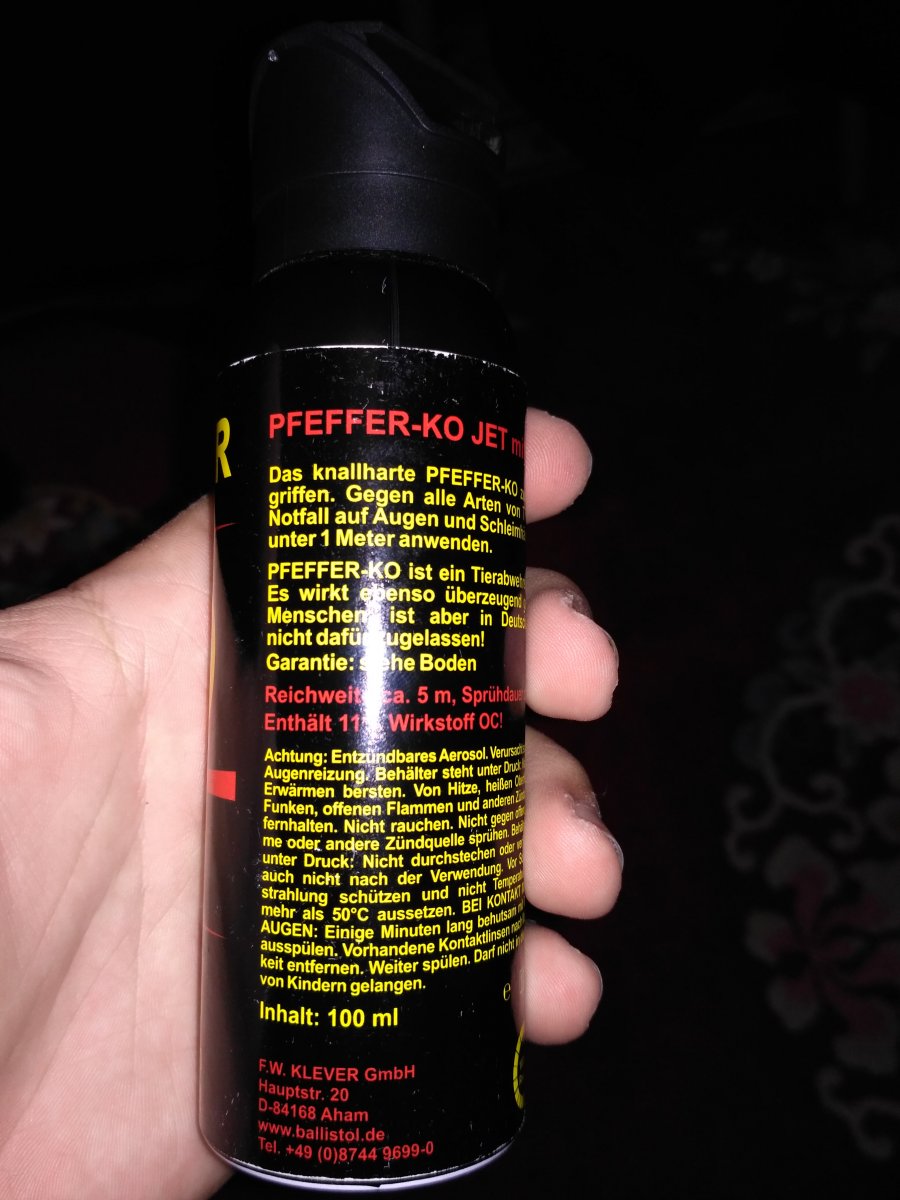 R
PFEFFER-KO JET
Das knallharte PFEFFER-KO
griffen. Gegen alle Arten von
Notfall auf Augen und
unter 1 Meter anwenden.
PFEFFER-KO ist ein
Es wirkt ebenso überzeugend
Menschen, ist aber in
nicht dafür zugelassen!
Garantie: siehe Boden
Reichweite ca. 5 m,
Enthält 11% Wirkstoff OC!
Achtung: Entzündbares Aerosol.
Augenreizung. Behälter steht unter Druck:
Erwärmen bersten. Von Hitze, heißen
Funken, offenen Flammen und anderen
fernhalten. Nicht rauchen. Nicht gegen
me oder andere Zündquelle sprühen.
unter Druck: Nicht durchstechen oder
auch nicht nach der Verwendung. Vor
strahlung schützen und nicht
mehr als 50°C aussetzen. BEI KONTAKT
AUGEN: Einige Minuten lang behutsam
ausspülen. Vorhandene Kontaktlinsen
keit entfernen. Weiter spülen. Darf nicht in
von Kindern gelangen.
Inhalt: 100 ml
e
F.W. KLEVER GmbH
Hauptstr. 20
D-84168 Aham
www.ballistol.de
Tel. +49 (0)8744 9699-0